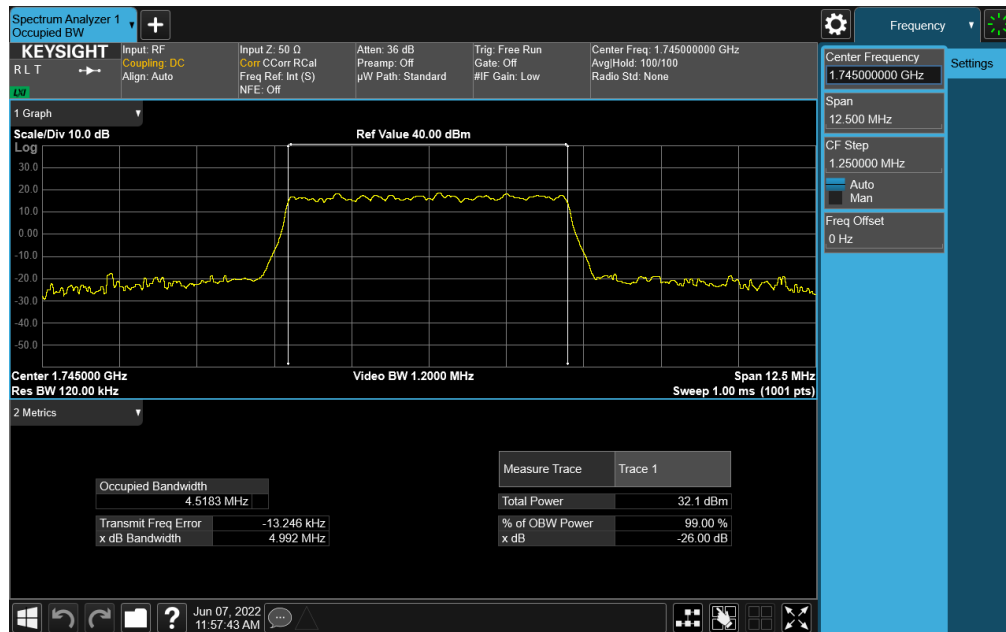 Spectrum Analyzer 1
Occupied BW
Frequency
KEYSIGHT
R L T
LXI
Input: RF
Coupling: DC
Align: Auto
Input Z: 50 Ω
Corr CCorr RCal
Freq Ref: Int (S)
NFE: Off
Atten: 36 dB
Preamp: Off
µW Path: Standard
Trig: Free Run
Gate: Off
#IF Gain: Low
Center Freq: 1.745000000 GHz
Avg|Hold: 100/100
Radio Std: None
Center Frequency
1.745000000 GHz
Settings
Span
12.500 MHz
CF Step
1.250000 MHz
Auto
Man
Freq Offset
0 Hz
1 Graph
Scale/Div 10.0 dB
Ref Value 40.00 dBm
Log
30.0
20.0
10.0
0.00
-10.0
-20.0
-30.0
-40.0
-50.0
Center 1.745000 GHz
Video BW 1.2000 MHz
Span 12.5 MHz
Res BW 120.00 kHz
Sweep 1.00 ms (1001 pts)
2 Metrics
Measure Trace
Trace 1
Occupied Bandwidth
4.5183 MHz
Total Power
32.1 dBm
Transmit Freq Error
-13.246 kHz
% of OBW Power
99.00 %
x dB Bandwidth
4.992 MHz
x dB
-26.00 dB
?
Jun 07, 2022
11:57:43 AM